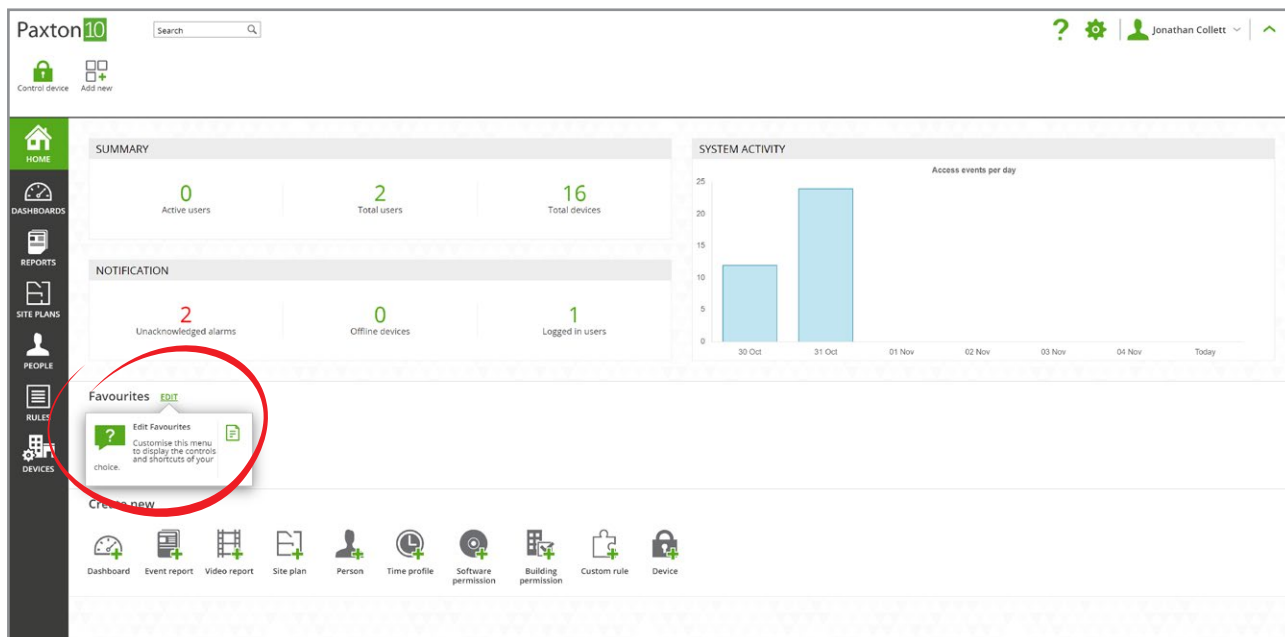 Paxton10
Search
Jonathan Collett
Control device
Add new
HOME
DASHBOARDS
REPORTS
SITE PLANS
PEOPLE
RULES
DEVICES
SUMMARY
0
Active users
2
Total users
16
Total devices
NOTIFICATION
2
Unacknowledged alarms
0
Offline devices
1
Logged in users
SYSTEM ACTIVITY
Access events per day
25
20
15
10
5
0
30 Oct 31 Oct 01 Nov 02 Nov 03 Nov 04 Nov Today
Favourites EDIT
?
Edit Favourites
Customise this menu
to display the controls
and shortcuts of your
choice.
Create new
Dashboard
Event report
Video report
Site plan
Person
Time profile
Software
permission
Building
permission
Custom rule
Device